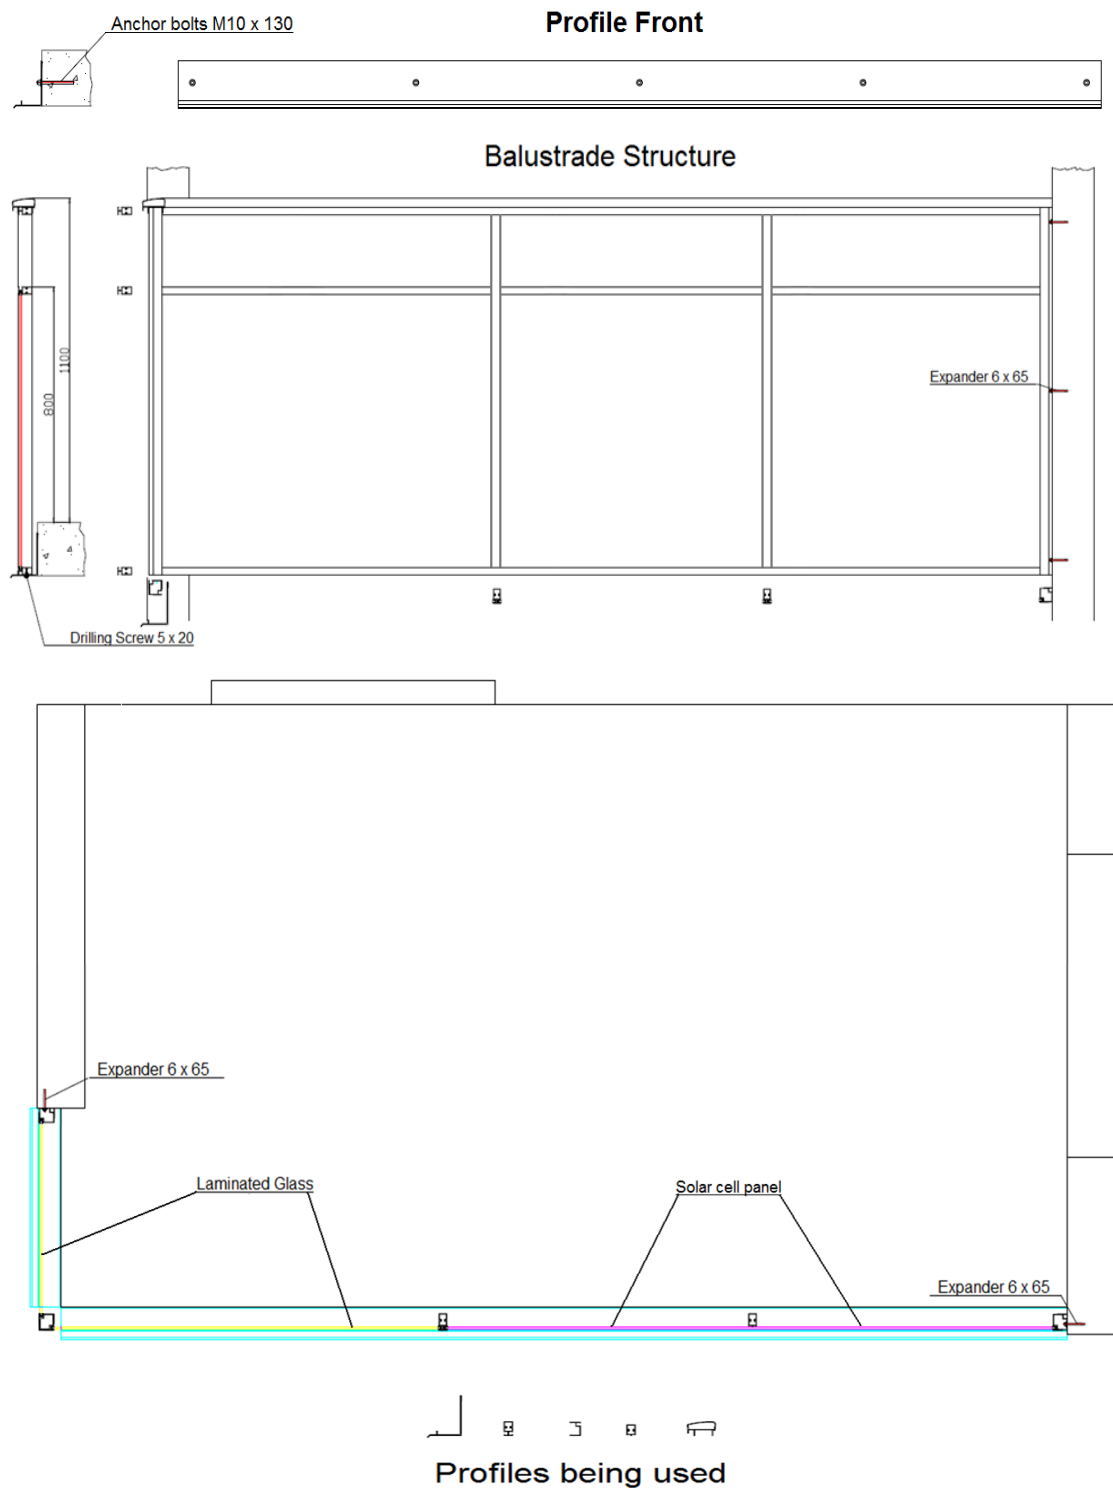 Profile Front
Anchor bolts M10 x 130
Balustrade Structure
1100
800
Expander 6 x 65
Drilling Screw 5 x 20
Expander 6 x 65
Laminated Glass
Solar cell panel
Expander 6 x 65
Profiles being used